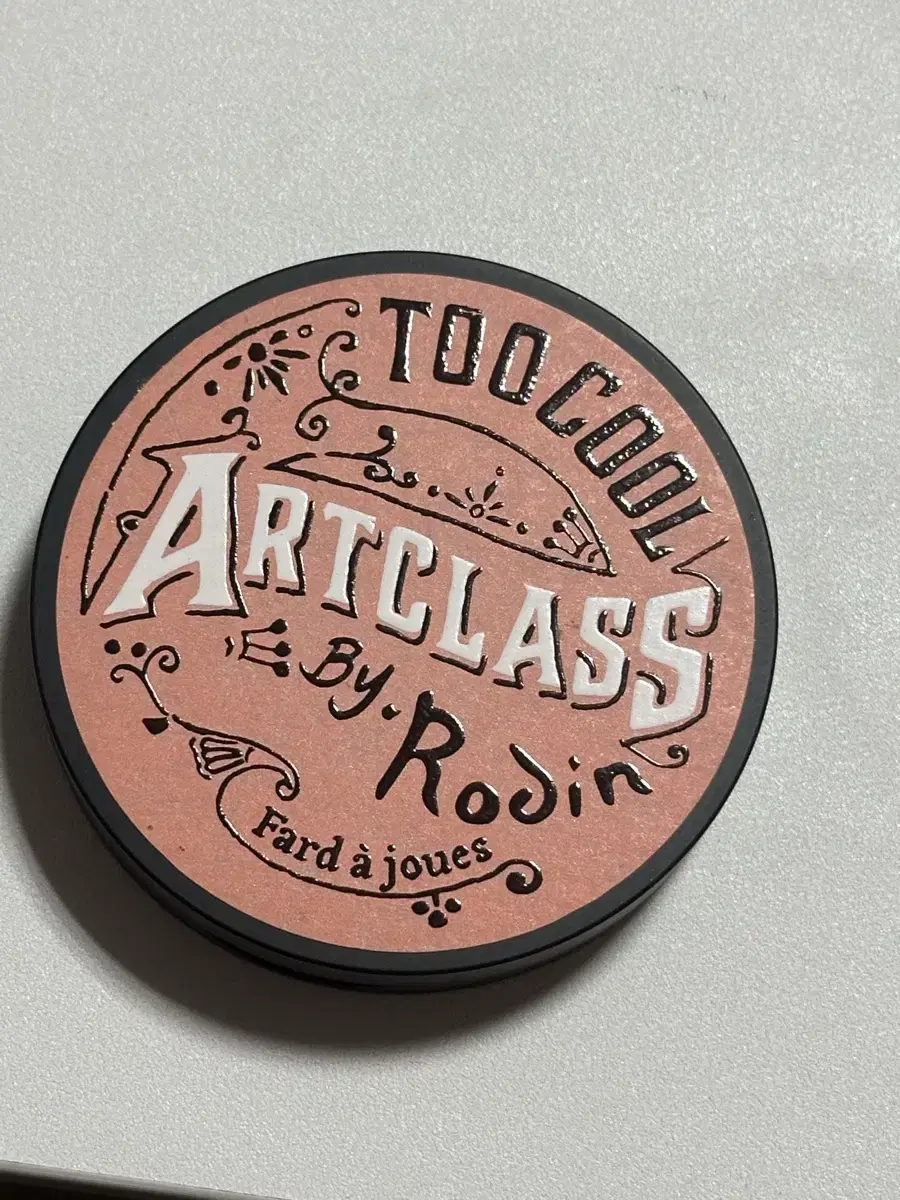 TOO COOL
ARTCLASS
By. Rodin
Fard à joues